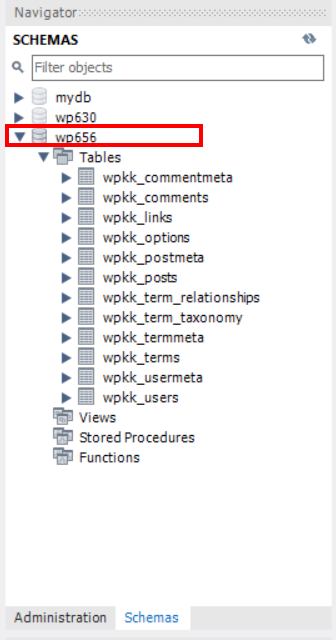 Navigator
SCHEMAS
Filter objects
mydb
wp630
wp656
Tables
wpkk_commentmeta
wpkk_comments
wpkk_links
wpkk_options
wpkk_postmeta
wpkk_posts
wpkk_term_relationships
wpkk_term_taxonomy
wpkk_termmeta
wpkk_terms
wpkk_usermeta
wpkk_users
Views
Stored Procedures
Functions
Administration Schemas